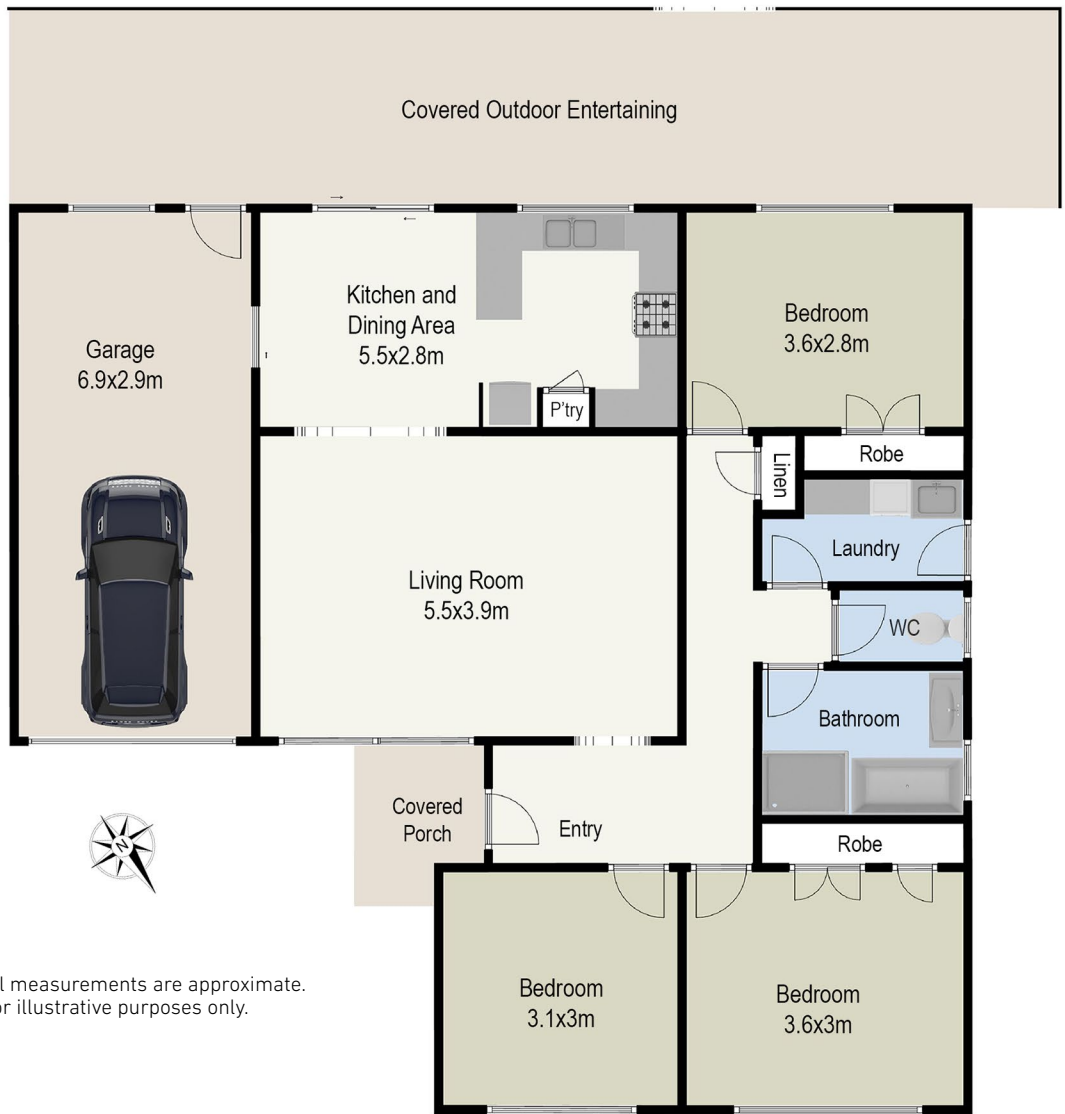 Covered Outdoor Entertaining
Kitchen and
Dining Area
5.5x2.8m
Garage
6.9x2.9m
Bedroom
3.6x2.8m
P'try
Linen
Robe
Laundry
Living Room
5.5x3.9m
WC
Bathroom
Covered
Porch
Entry
Robe
N
Bedroom
3.1x3m
Bedroom
3.6x3m
measurements are approximate.
illustrative purposes only.